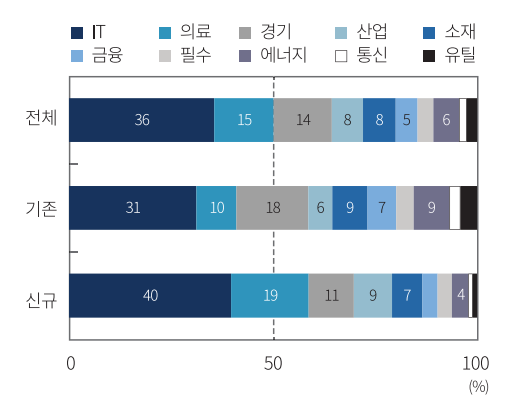 IT 의료 경기 산업 소재
금융 필수 에너지 통신 유틸
전체 36 15 14 8 8 5 6
기존 31 10 18 6 9 7 9
신규 40 19 11 9 7 4
0 50 100
(%)